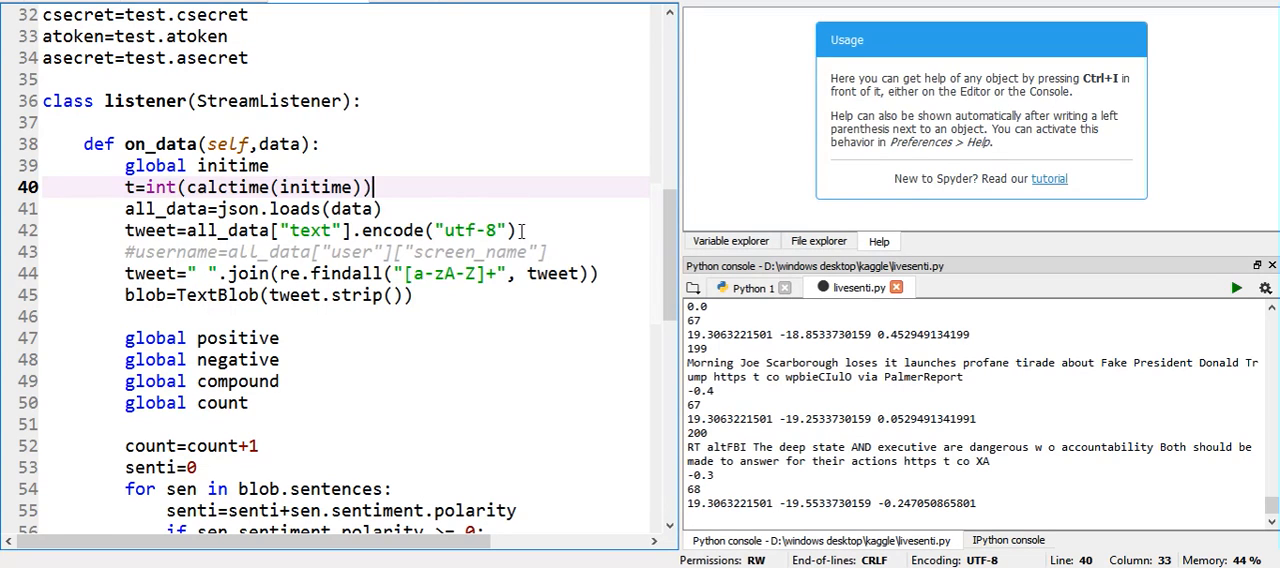 32 csecret=test.csecret
33 atoken=test.atoken
34 asecret=test.asecret
35
36 class listener(StreamListener):
37
38 def on_data(self,data):
39 global initime
40 t=int(calctime(initime))
41 all_data=json.loads(data)
42 tweet=all_data["text"].encode("utf-8")
43 #username=all_data["user"]["screen_name"]
44 tweet=" ".join(re.findall("[a-zA-Z]+", tweet))
45 blob=TextBlob(tweet.strip())
46
47 global positive
48 global negative
49 global compound
50 global count
51
52 count=count+1
53 senti=0
54 for sen in blob.sentences:
55 senti=senti+sen.sentiment.polarity
56 if sen.sentiment.polarity >= 0:
Usage
Here you can get help of any object by pressing Ctrl+I in
front of it, either on the Editor or the Console.
Help can also be shown automatically after writing a left
parenthesis next to an object. You can activate this
behavior in Preferences > Help.
New to Spyder? Read our tutorial
Variable explorer File explorer Help
Python console - D:\windows desktop\kaggle\livesenti.py
Python 1 livesenti.py
0.0
67
19.3063221501 -18.8533730159 0.452949134199
199
Morning Joe Scarborough loses it launches profane tirade about Fake President Donald Tr
ump https t co wpbieCIulO via PalmerReport
-0.4
67
19.3063221501 -19.2533730159 0.0529491341991
200
RT altFBI The deep state AND executive are dangerous w o accountability Both should be
made to answer for their actions https t co XA
-0.3
68
19.3063221501 -19.5533730159 -0.247050865801
Python console - D:\windows desktop\kaggle\livesenti.py IPython console
Permissions: RW End-of-lines: CRLF Encoding: UTF-8 Line: 40 Column: 33 Memory: 44 %